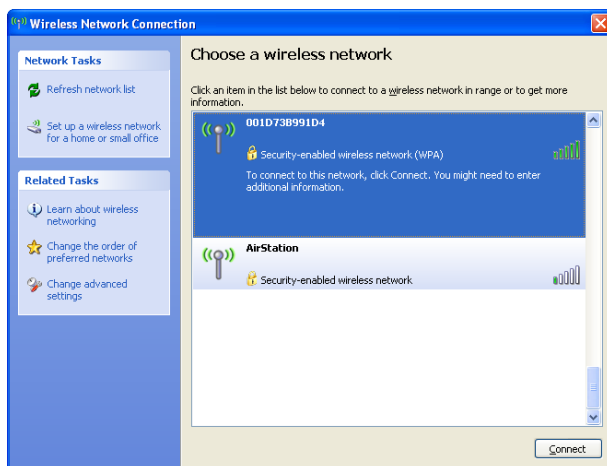 Wireless Network Connection
Network Tasks
Refresh network list
Set up a wireless network
for a home or small office
Related Tasks
Learn about wireless
networking
Change the order of
preferred networks
Change advanced
settings
Choose a wireless network
Click an item in the list below to connect to a wireless network in range or to get more
information.
001D73B991D4
Security-enabled wireless network (WPA)
To connect to this network, click Connect. You might need to enter
additional information.
AirStation
Security-enabled wireless network
Connect